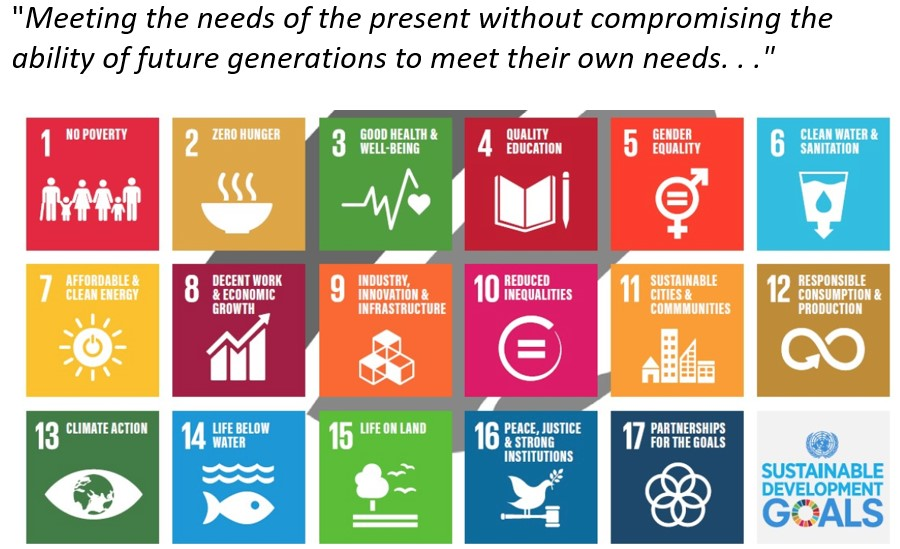 "Meeting the needs of the present without compromising the
ability of future generations to meet their own needs. . ."
1 NO POVERTY
2 ZERO HUNGER
3 GOOD HEALTH &
WELL-BEING
4 QUALITY
EDUCATION
5 GENDER
EQUALITY
6 CLEAN WATER &
SANITATION
7 AFFORDABLE &
CLEAN ENERGY
8 DECENT WORK
& ECONOMIC
GROWTH
9 INDUSTRY,
INNOVATION &
INFRASTRUCTURE
10 REDUCED
INEQUALITIES
11 SUSTAINABLE
CITIES &
COMMMUNITIES
12 RESPONSIBLE
CONSUMPTION &
PRODUCTION
13 CLIMATE ACTION
14 LIFE BELOW
WATER
15 LIFE ON LAND
16 PEACE, JUSTICE
& STRONG
INSTITUTIONS
17 PARTNERSHIPS
FOR THE GOALS
SUSTAINABLE
DEVELOPMENT
GOALS